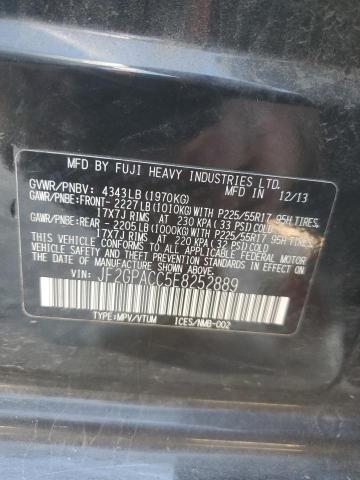 MFD BY FUJI HEAVY INDUSTRIES LTD.
MFD IN 12/13
GVWR/PNBV: 4343LB(1970KG)
GAWR/PNBE:FRONT- 2227LB(1010KG)WITH P225/55R17 95H TIRES,
17X7J RIMS AT 230 KPA(33 PSI)COLD
GAWR/PNBE:REAR - 2205LB(1000KG)WITH P225/55R17 95H TIRES,
17X7J RIMS AT 220 KPA(32 PSI)COLD
THIS VEHICLE CONFORMS TO ALL APPLICABLE FEDERAL MOTOR
VEHICLE SAFETY STANDARDS IN EFFECT ON
THE DATE OF MANUFACTURE SHOWN ABOVE.
VIN: JF2GPACC5E8252889
TYPE:MPV/VTUM ICES/NMB-002